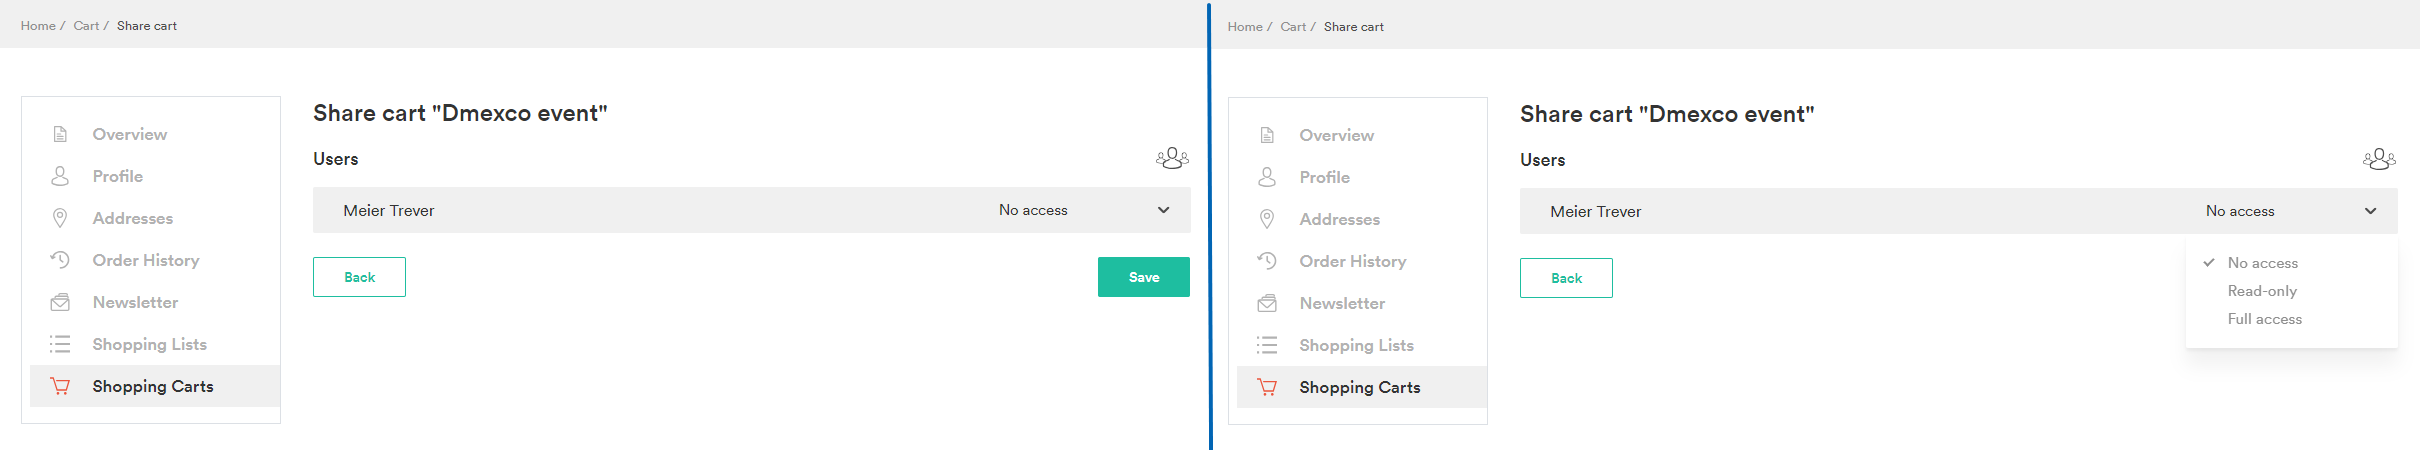 Home / Cart / Share cart
Share cart "Dmexco event"
Overview
Users
Profile
Meier Trever No access
Addresses
Order History
Back Save
Newsletter
Shopping Lists
Shopping Carts
Home / Cart / Share cart
Share cart "Dmexco event"
Overview
Users
Profile
Meier Trever No access
Addresses
Order History
No access
Back
Read-only
Newsletter
Full access
Shopping Lists
Shopping Carts